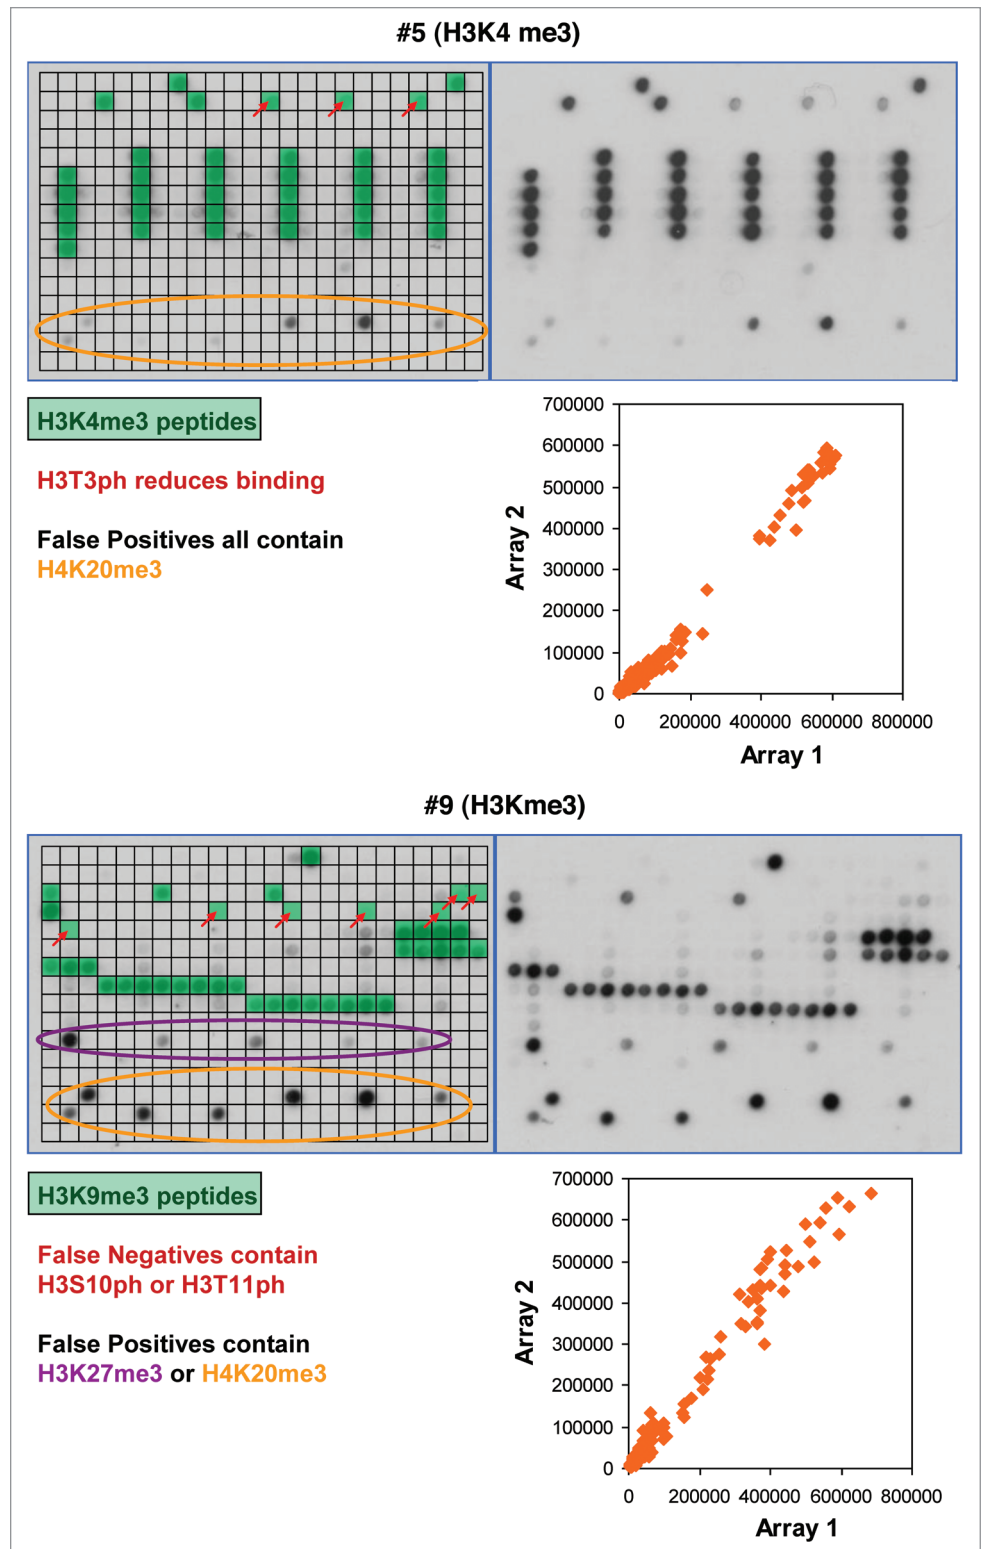 #5 (H3K4 me3)
H3K4me3 peptides
H3T3ph reduces binding
False Positives all contain
H4K20me3
700000
600000
500000
400000
300000
200000
100000
0
Array 2
0 200000 400000 600000 800000
Array 1
#9 (H3Kme3)
H3K9me3 peptides
False Negatives contain
H3S10ph or H3T11ph
False Positives contain
H3K27me3 or H4K20me3
700000
600000
500000
400000
300000
200000
100000
0
Array 2
0 200000 400000 600000 800000
Array 1